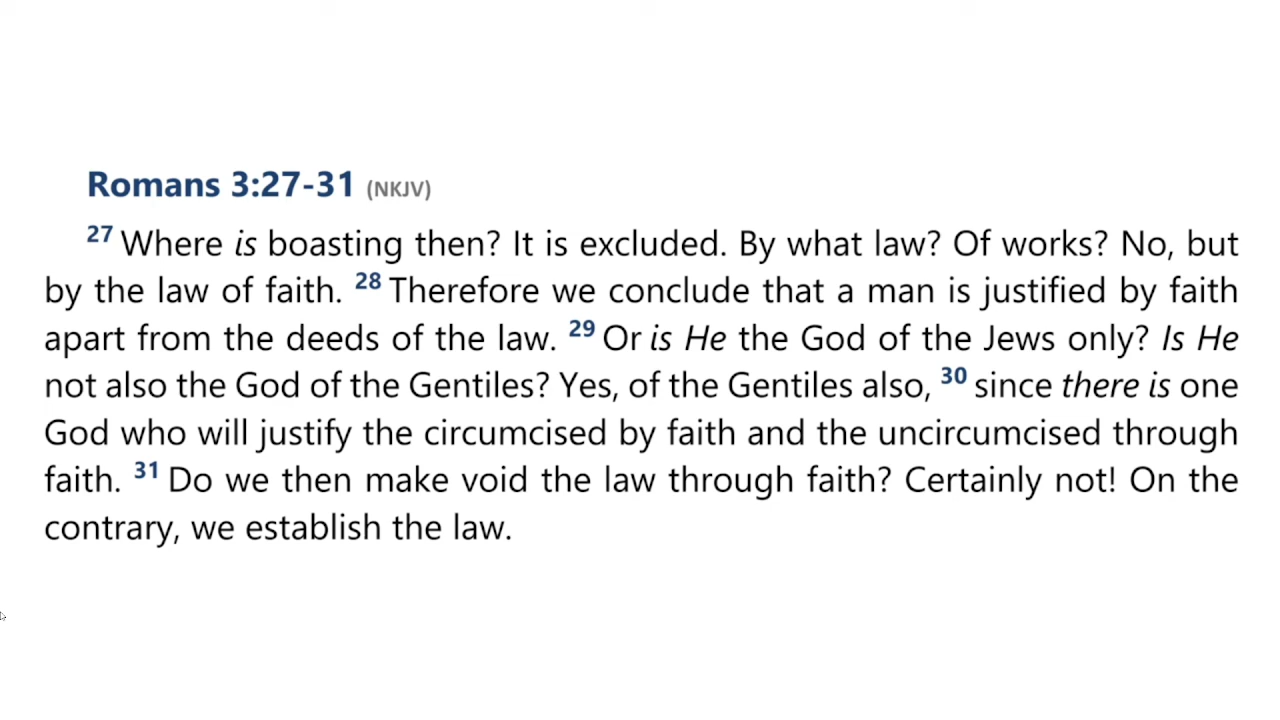 Romans 3:27-31 (NKJV)
27 Where is boasting then? It is excluded. By what law? Of works? No, but
by the law of faith. 28 Therefore we conclude that a man is justified by faith
apart from the deeds of the law. 29 Or is He the God of the Jews only? Is He
not also the God of the Gentiles? Yes, of the Gentiles also, 30 since there is one
God who will justify the circumcised by faith and the uncircumcised through
faith. 31 Do we then make void the law through faith? Certainly not! On the
contrary, we establish the law.